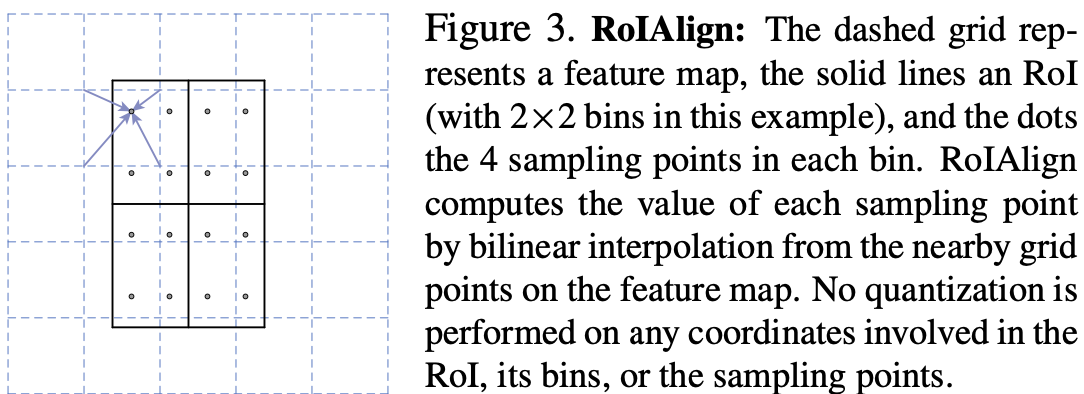 Figure 3. RoIAlign: The dashed grid rep-
resents a feature map, the solid lines an RoI
(with 2×2 bins in this example), and the dots
the 4 sampling points in each bin. RoIAlign
computes the value of each sampling point
by bilinear interpolation from the nearby grid
points on the feature map. No quantization is
performed on any coordinates involved in the
RoI, its bins, or the sampling points.